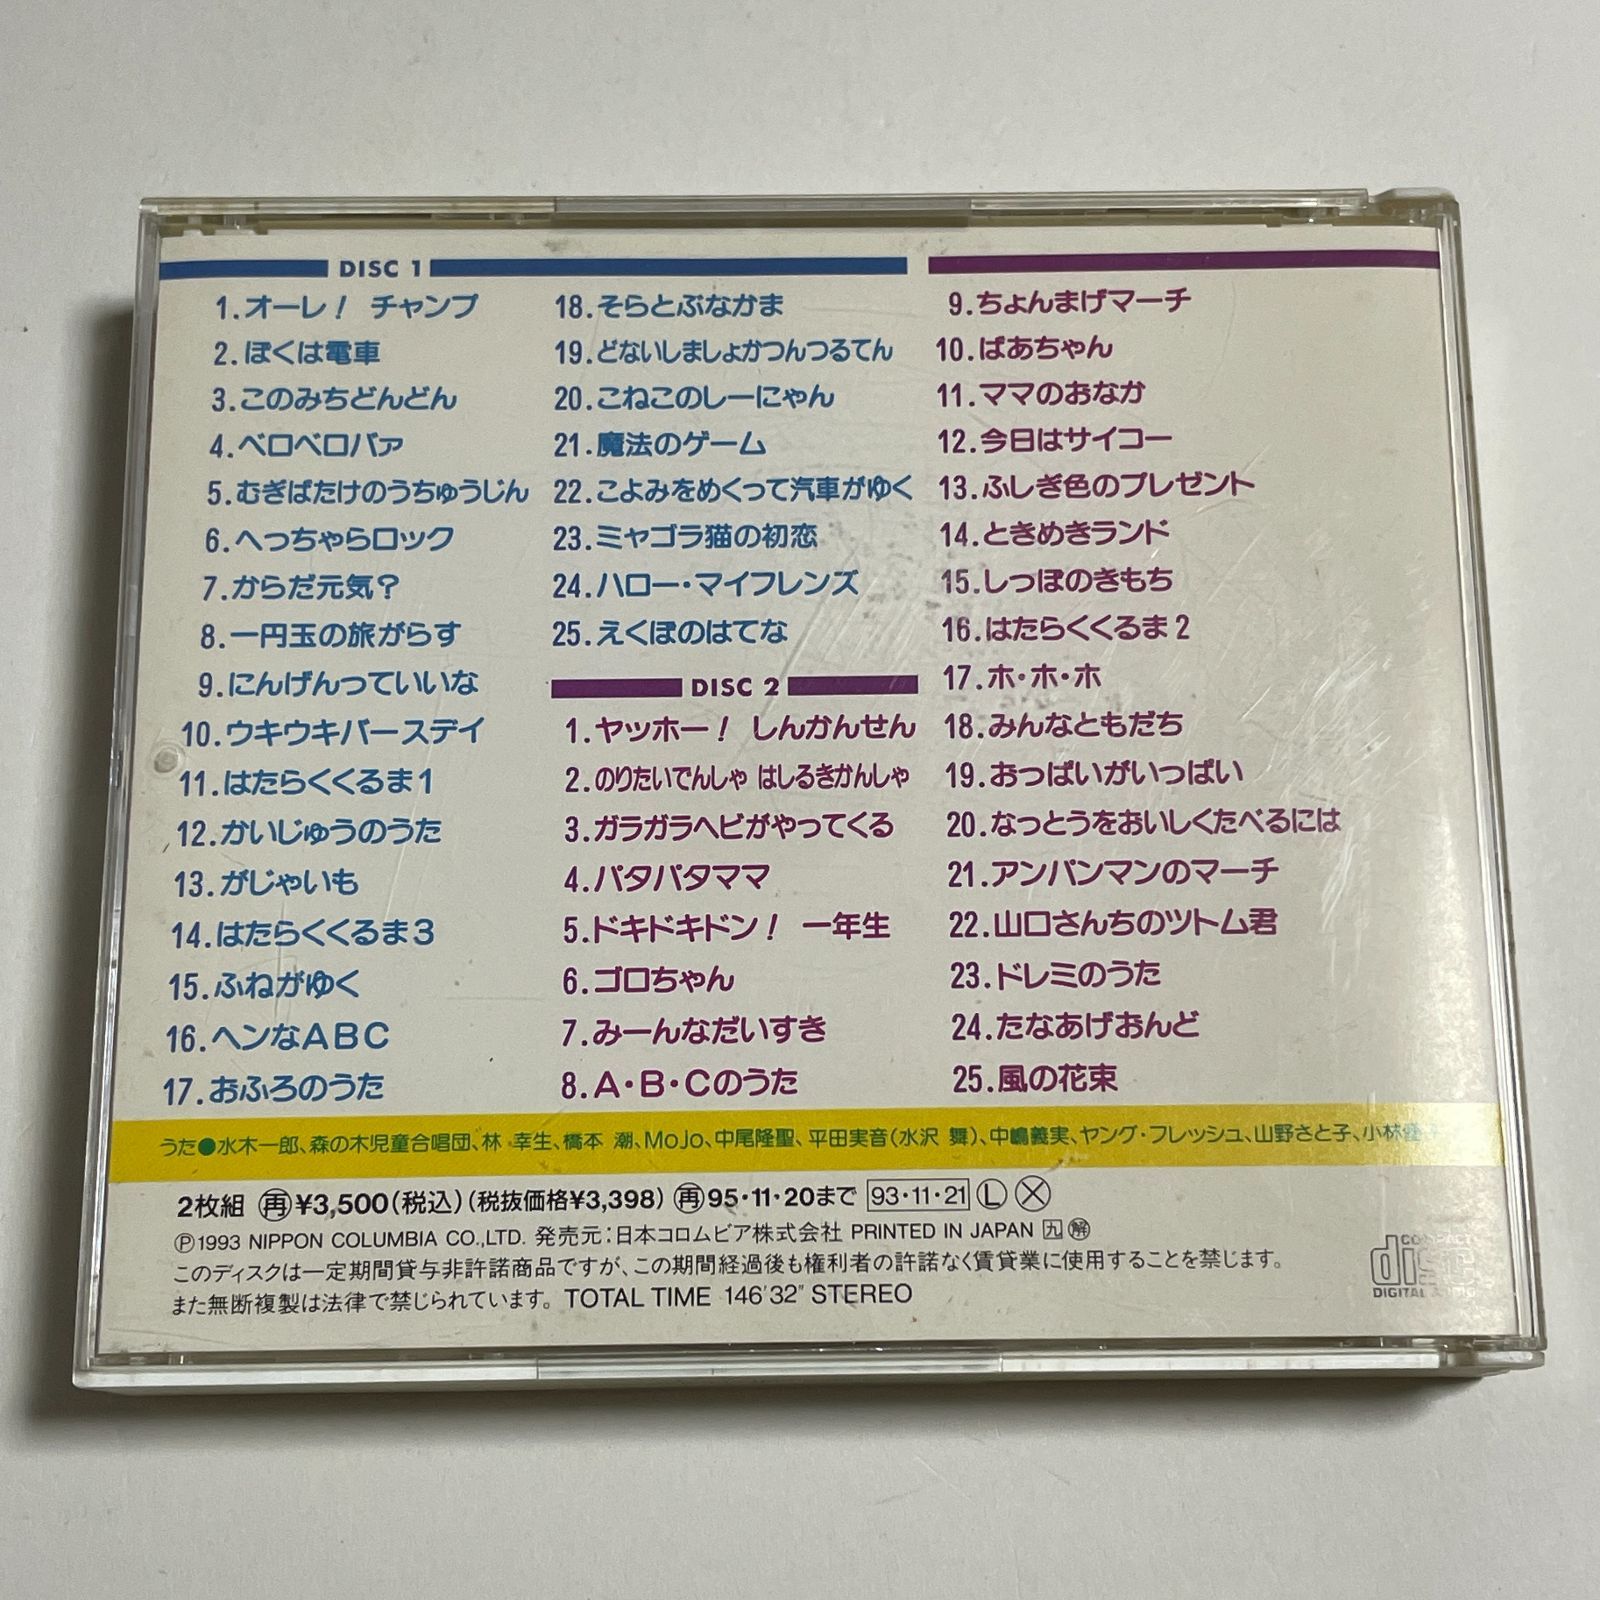 DISC 1
1.オーレ! チャンプ
2.ぼくは電車
3.このみちどんどん
4.ベロベロバァ
5.むぎばたけのうちゅうじん
6.へっちゃらロック
7.からだ元気?
8.一円玉の旅がらす
9.にんげんっていいな
10.ウキウキバースデイ
11.はたらくくるま1
12.かいじゅうのうた
13.がじゃいも
14.はたらくくるま3
15.ふねがゆく
16.ヘンなABC
17.おふろのうた
18.そらとぶなかま
19.どないしましょかつんつるてん
20.こねこのしーにゃん
21.魔法のゲーム
22.こよみをめくって汽車がゆく
23.ミャゴラ猫の初恋
24.ハロー・マイフレンズ
25.えくぼのはてな
DISC 2
1.ヤッホー! しんかんせん
2.のりたいでんしゃ はしるきかんしゃ
3.ガラガラヘビがやってくる
4.パタパタママ
5.ドキドキドン! 一年生
6.ゴロちゃん
7.みーんなだいすき
8.A・B・Cのうた
9.ちょんまげマーチ
10.ばあちゃん
11.ママのおなか
12.今日はサイコー
13.ふしぎ色のプレゼント
14.ときめきランド
15.しっぽのきもち
16.はたらくくるま2
17.ホ・ホ・ホ
18.みんなともだち
19.おっぱいがいっぱい
20.なっとうをおいしくたべるには
21.アンパンマンのマーチ
22.山口さんちのツトム君
23.ドレミのうた
24.たなあげおんど
25.風の花束
うた●水木一郎、森の木児童合唱団、林 幸生、橋本 潮、MoJo、中尾隆聖、平田実音(水沢 舞)、中嶋義実、ヤング・フレッシュ、山野さと子、小林
2枚組 ㊞再¥3,500(税込)(税抜価格¥3,398) 再95・11・20まで 93・11・21 Ⓛ Ⓧ
Ⓟ1993 NIPPON COLUMBIA CO.,LTD. 発売元:日本コロムビア株式会社 PRINTED IN JAPAN 九 解
このディスクは一定期間貸与非許諾商品ですが、この期間経過後も権利者の許諾なく賃貸業に使用することを禁じます。
また無断複製は法律で禁じられています。 TOTAL TIME 146'32" STEREO
COMPACT
disc
DIGITAL AUDIO